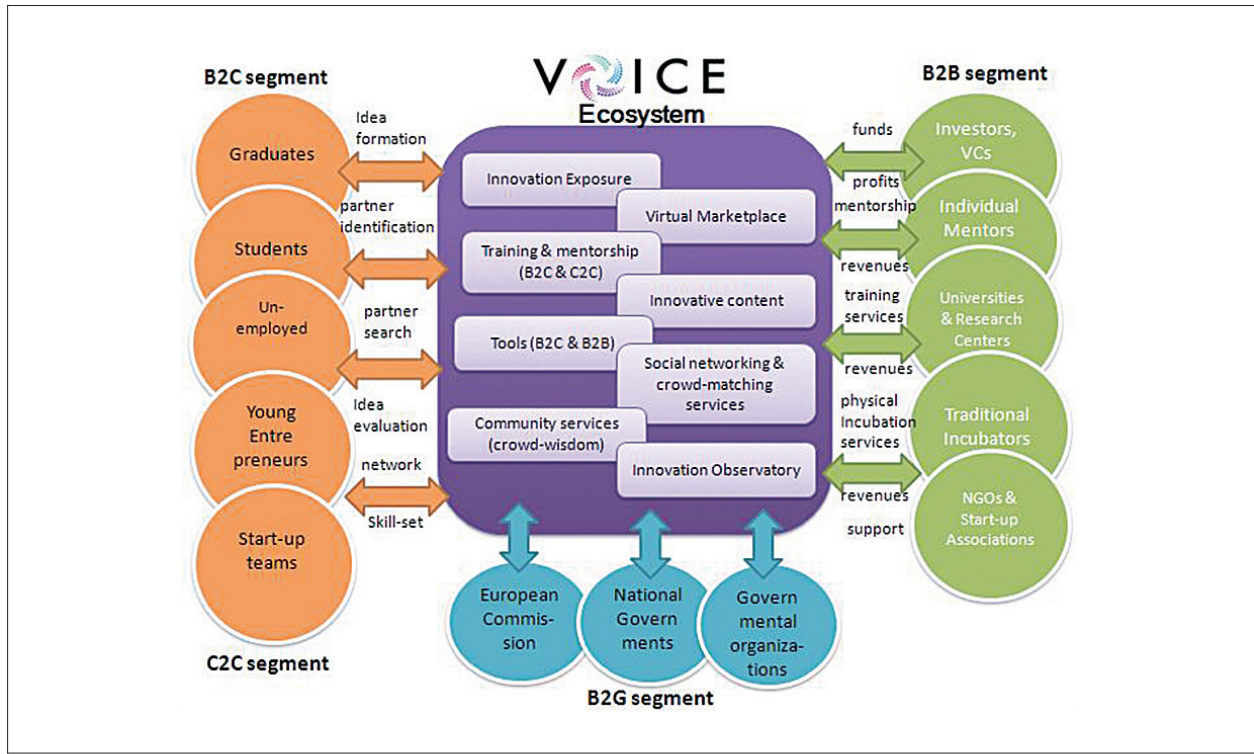 VOICE
Ecosystem
B2C segment
Graduates
Students
Un-
employed
Young
Entre
preneurs
Start-up
teams
C2C segment
Idea
formation
partner
identification
partner
search
Idea
evaluation
network
Skill-set
Innovation Exposure
Virtual Marketplace
Training & mentorship
(B2C & C2C)
Innovative content
Tools (B2C & B2B)
Social networking &
crowd-matching
services
Community services
(crowd-wisdom)
Innovation Observatory
funds
profits
mentorship
revenues
training
services
revenues
physical
Incubation
services
revenues
support
B2B segment
Investors,
VCs
Individual
Mentors
Universities
& Research
Centers
Traditional
Incubators
NGOs &
Start-up
Associations
European
Commis-
sion
National
Govern
ments
Govern
mental
organiza-
tions
B2G segment